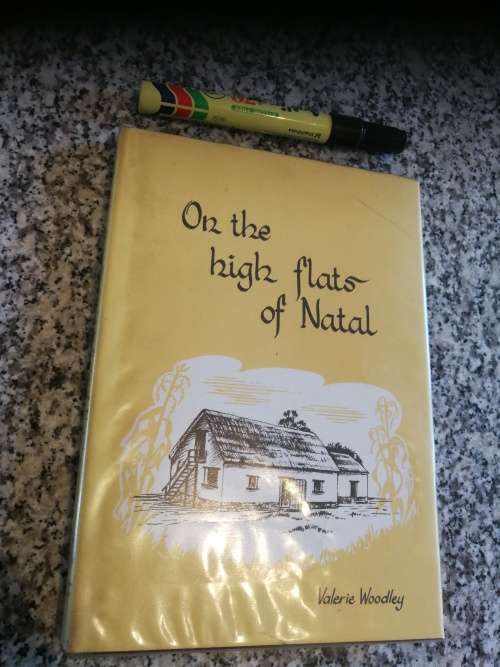 On the
high flats
of Natal
Valerie Woodley